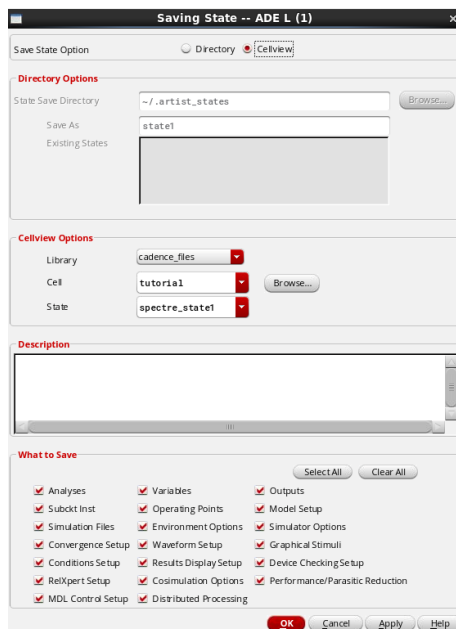 Saving State -- ADE L (1)
Save State Option Directory Cellview
Directory Options
State Save Directory ~/.artist_states Browse...
Save As state1
Existing States
Cellview Options
Library cadence_files
Cell tutorial Browse...
State spectre_state1
Description
What to Save
Select All Clear All
Analyses Variables Outputs
Subckt Inst Operating Points Model Setup
Simulation Files Environment Options Simulator Options
Convergence Setup Waveform Setup Graphical Stimuli
Conditions Setup Results Display Setup Device Checking Setup
RelXpert Setup Cosimulation Options Performance/Parasitic Reduction
MDL Control Setup Distributed Processing
OK Cancel Apply Help